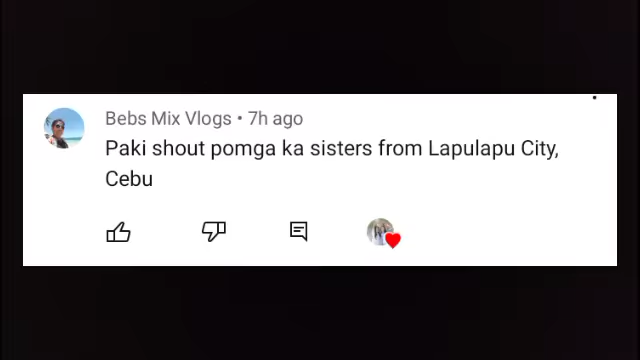 Bebs Mix Vlogs • 7h ago
Paki shout pomga ka sisters from Lapulapu City,
Cebu